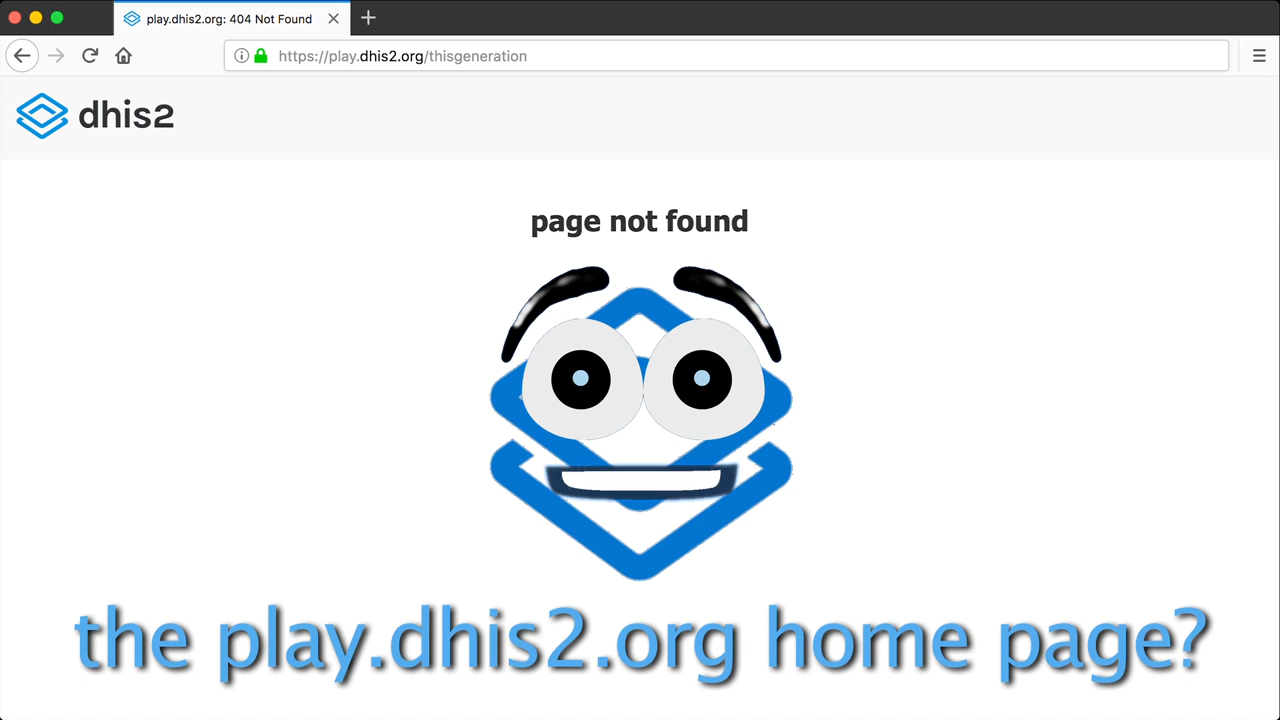 play.dhis2.org: 404 Not Found
https://play.dhis2.org/thisgeneration
dhis2
page not found
the play.dhis2.org home page?